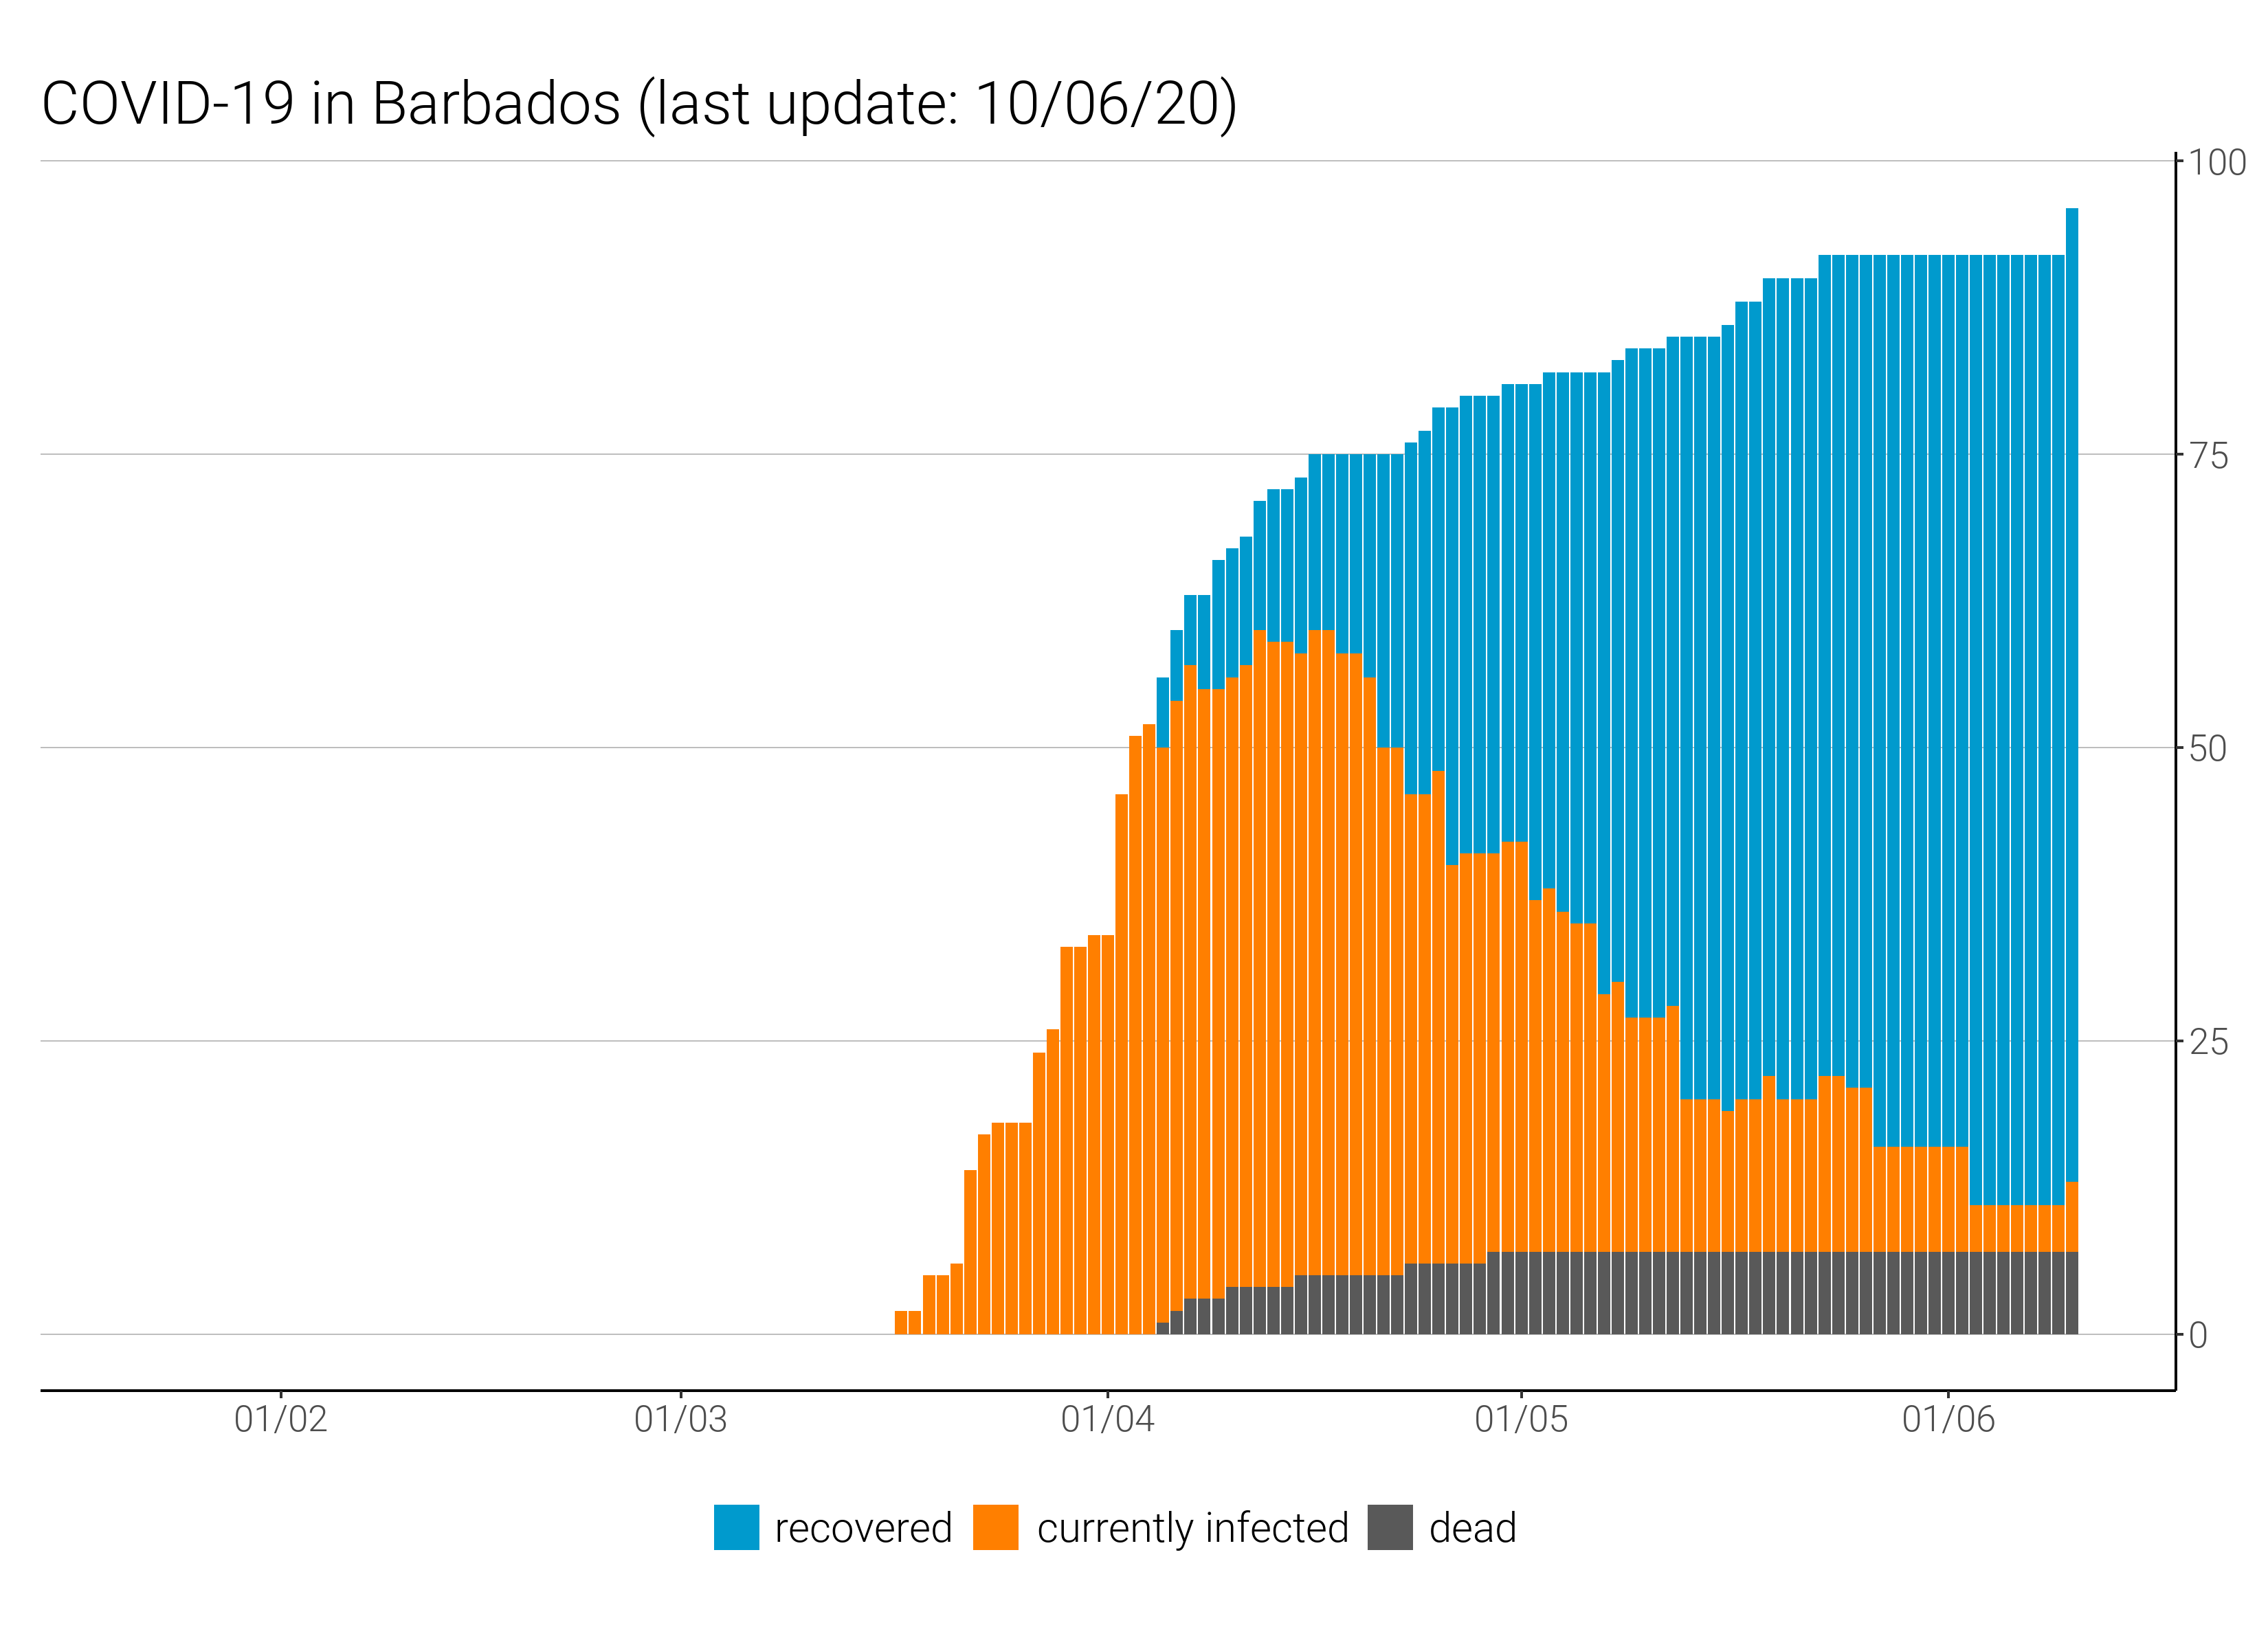 COVID-19 in Barbados (last update: 10/06/20)
100
75
50
25
0
01/02 01/03 01/04 01/05 01/06
recovered currently infected dead